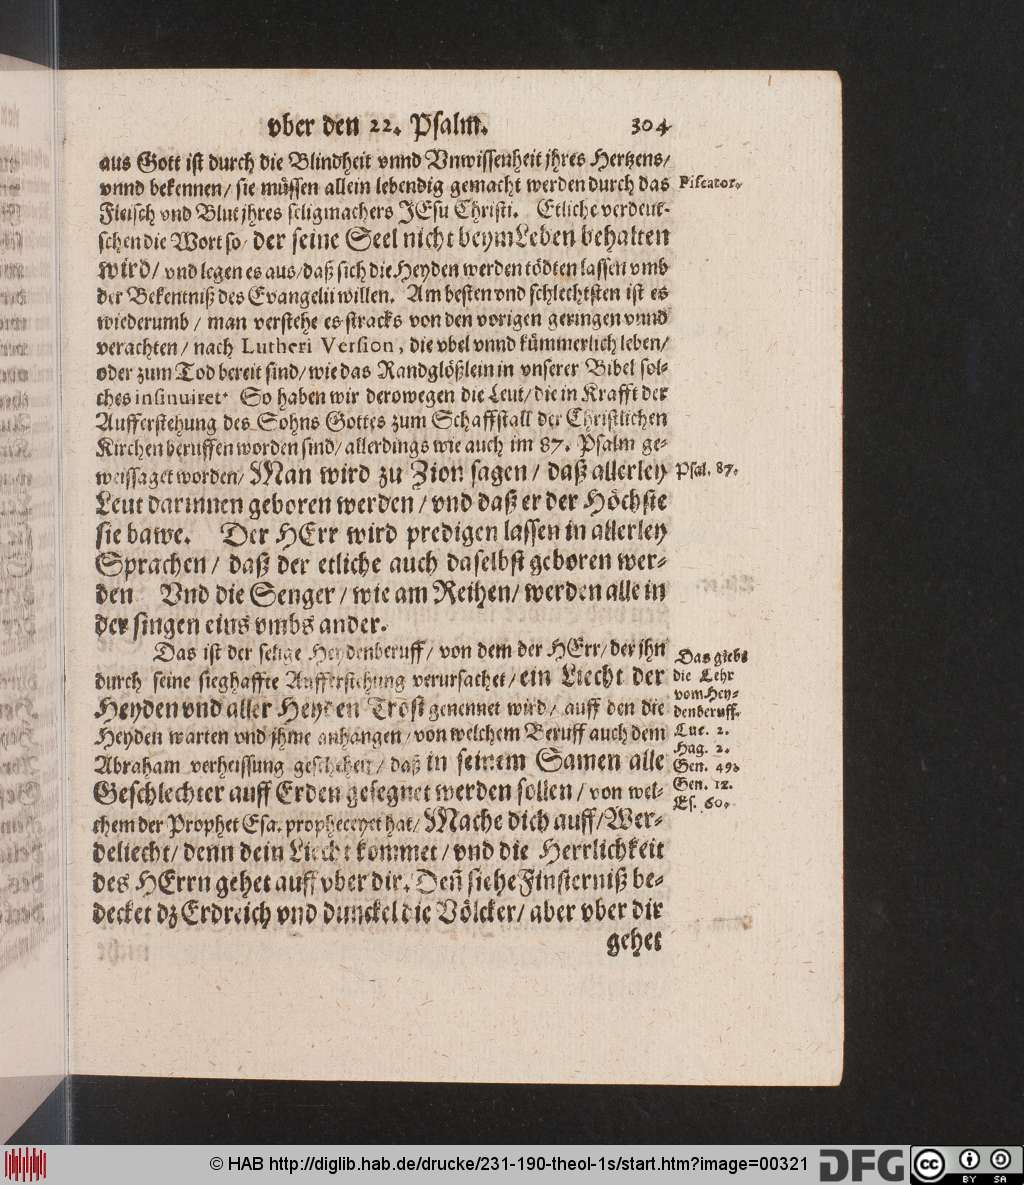 vber den 22. Psalm. 304
aus Gott ist durch die Blindheit vnnd Vnwissenheit jhres Hertzens/
vnnd bekennen/ sie müssen allein lebendig gemacht werden durch das
Piscator.
Fleisch vnd Blut jhres seligmachers JEsu Christi. Etliche verdeut-
schen die Wort so/ der seine Seel nicht beym Leben behalten
wird/ vnd legen es aus/ daß sich die Heyden werden tödten lassen vmb
der Bekentniß des Evangelii willen. Am besten vnd schlechtsten ist es
wiederumb / man verstehe es stracks von den vorigen geringen vnnd
verachten/ nach Lutheri Version, die vbel vnnd kümmerlich leben/
oder zum Tod bereit sind/ wie das Randglößlein in vnserer Bibel sol-
ches insinuiret. So haben wir derowegen die Leut/ die in Krafft der
Aufferstehung des Sohns Gottes zum Schaffstall der Christlichen
Kirchen beruffen worden sind/ allerdings wie auch im 87. Psalm ge-
weissaget worden/ Man wird zu Zion sagen / daß allerley
Psal. 87.
Leut darinnen geboren werden / vnd daß er der Höchste
sie bawe. Der HErr wird predigen lassen in allerley
Sprachen / daß der etliche auch daselbst geboren wer-
den Vnd die Senger / wie am Reihen/ werden alle in
der singen eins vmbs ander.
Das ist der selige Heydenberuff/ von dem der HErr/ der jhn
durch seine sieghaffte Aufferstehung verursachet/ ein Liecht der
Heyden vnd aller Heyden Trost genennet wird/ auff den die
Heyden warten vnd jhme anhangen/ von welchem Beruff auch dem
Abraham verheissung geschehen/ daß in seinem Samen alle
Geschlechter auff Erden gesegnet werden sollen / von wel-
chem der Prophet Esa. propheceyet hat/ Mache dich auff/ Wer-
de liecht/ denn dein Liecht kommet / vnd die Herrlichkeit
des HErrn gehet auff vber dir. Deñ siehe Finsterniß be-
decket dz Erdreich vnd dunckel die Völcker/ aber vber dir
gehet
Das giebt
die Lehr
vom Hey-
denberuff.
Luc. 2.
Hag. 2.
Gen. 49.
Gen. 12.
Es. 60.
© HAB http://diglib.hab.de/drucke/231-190-theol-1s/start.htm?image=00321 DFG cc BY SA